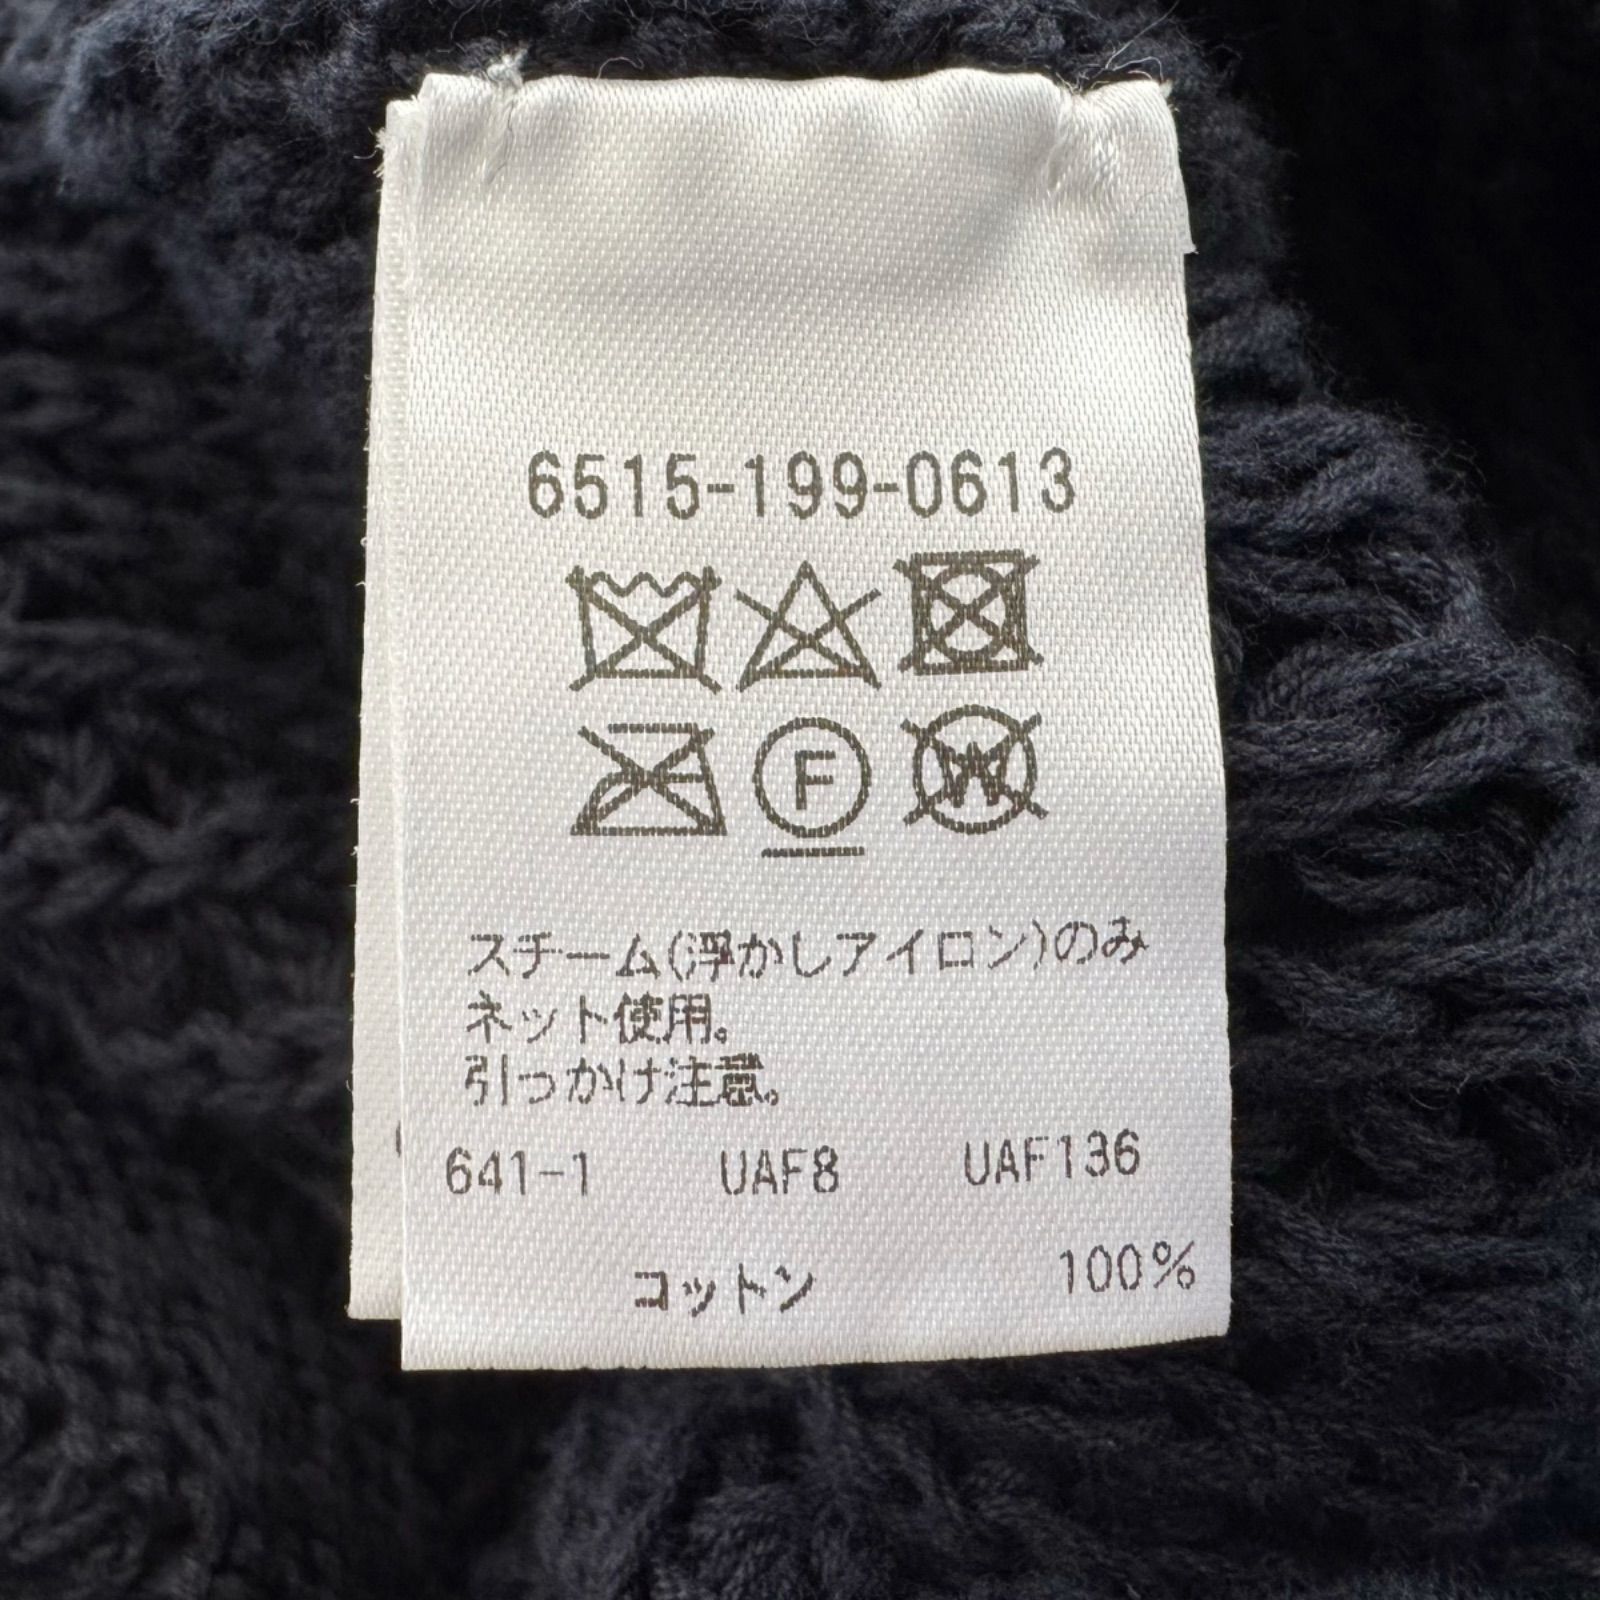 6515-199-0613
F W
スチーム(浮かしアイロン)のみ
ネット使用。
引っかけ注意。
641-1 UAF8 UAF136
コットン 100%